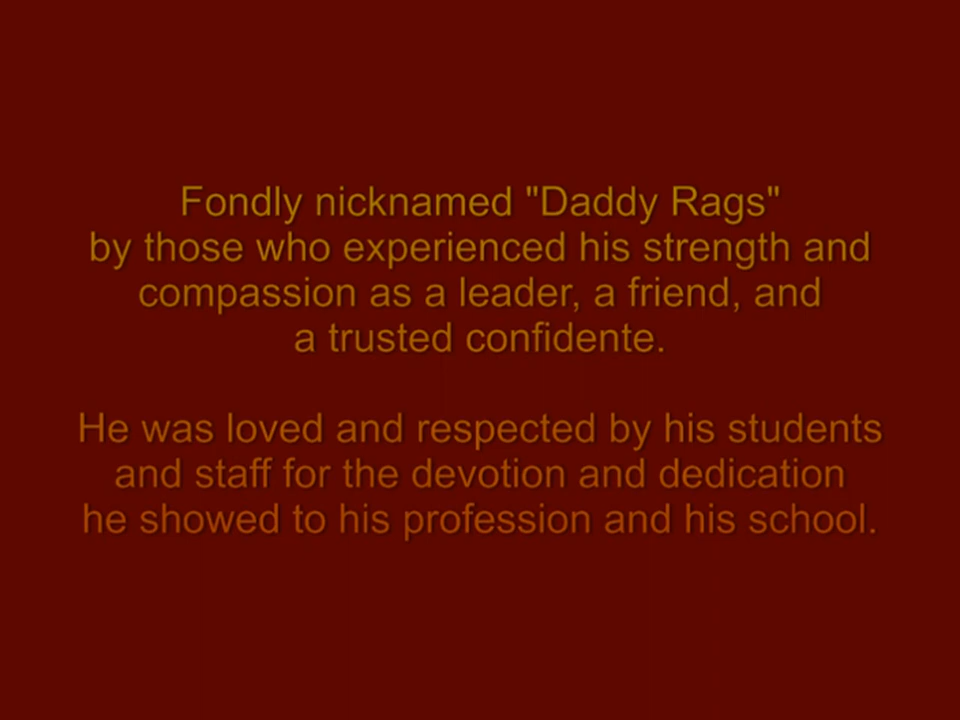 Fondly nicknamed "Daddy Rags"
by those who experienced his strength and
compassion as a leader, a friend, and
a trusted confidente.
He was loved and respected by his students
and staff for the devotion and dedication
he showed to his profession and his school.